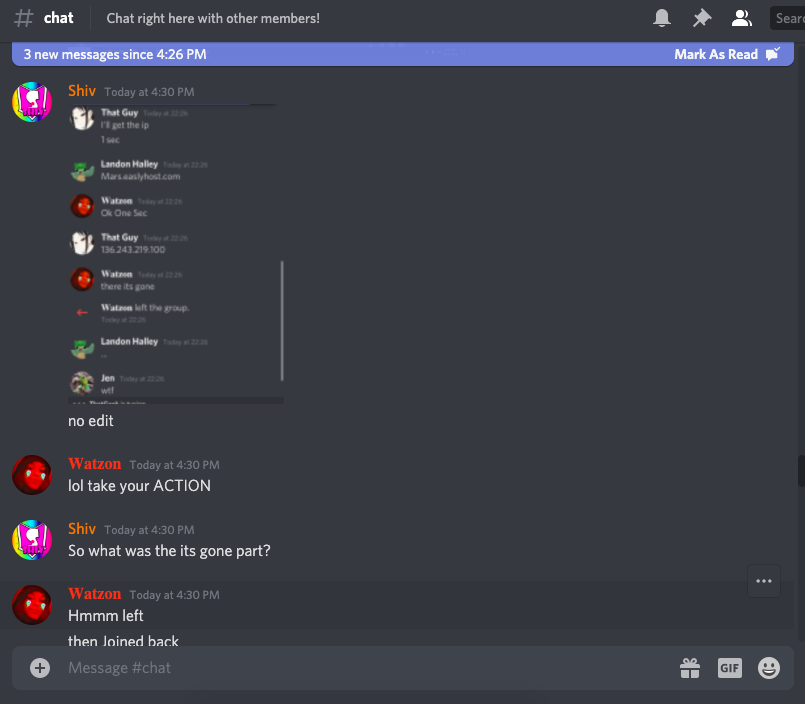 chat
Chat right here with other members!
Sear
3 new messages since 4:26 PM
Mark As Read
Shiv Today at 4:30 PM
That Guy Today at 22:26
I'll get the ip
1 sec
Landon Halley Today at 22:26
Mars.easlyhost.com
Watzon Today at 22:26
Ok One Sec
That Guy Today at 22:26
136.243.219.100
Watzon Today at 22:26
there its gone
Watzon left the group.
Today at 22:26
Landon Halley Today at 22:26
..
Jen Today at 22:26
wtf
no edit
Watzon Today at 4:30 PM
lol take your ACTION
Shiv Today at 4:30 PM
So what was the its gone part?
Watzon Today at 4:30 PM
Hmmm left
then Joined back
Message #chat
GIF